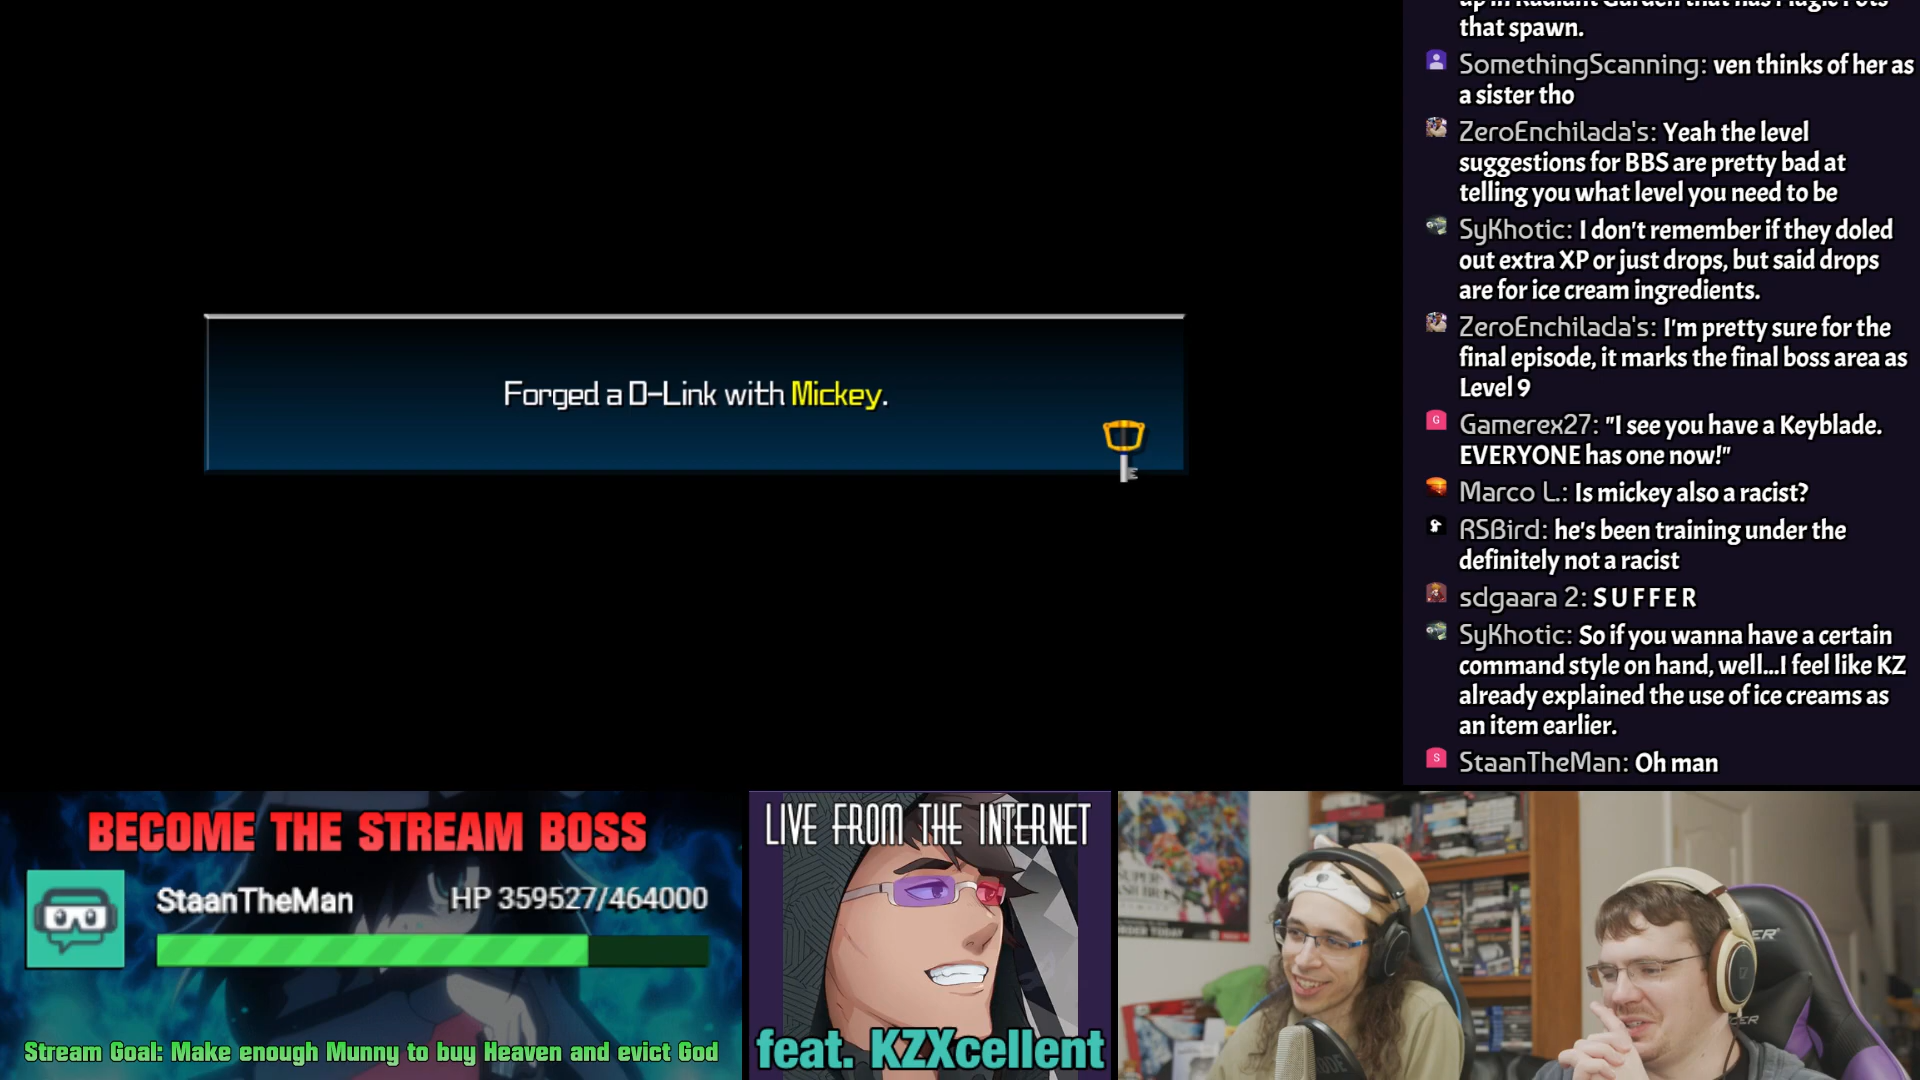 Forged a D-Link with Mickey.
that spawn.
SomethingScanning: ven thinks of her as
a sister tho
ZeroEnchilada's: Yeah the level
suggestions for BBS are pretty bad at
telling you what level you need to be
SyKhotic: I don't remember if they doled
out extra XP or just drops, but said drops
are for ice cream ingredients.
ZeroEnchilada's: I'm pretty sure for the
final episode, it marks the final boss area as
Level 9
Gamerex27: "I see you have a Keyblade.
EVERYONE has one now!"
Marco L.: Is mickey also a racist?
RSBird: he's been training under the
definitely not a racist
sdgaara 2: S U F F E R
SyKhotic: So if you wanna have a certain
command style on hand, well...I feel like KZ
already explained the use of ice creams as
an item earlier.
StaanTheMan: Oh man
BECOME THE STREAM BOSS
StaanTheMan HP 359527/464000
Stream Goal: Make enough Munny to buy Heaven and evict God
LIVE FROM THE INTERNET
feat. KZXcellent